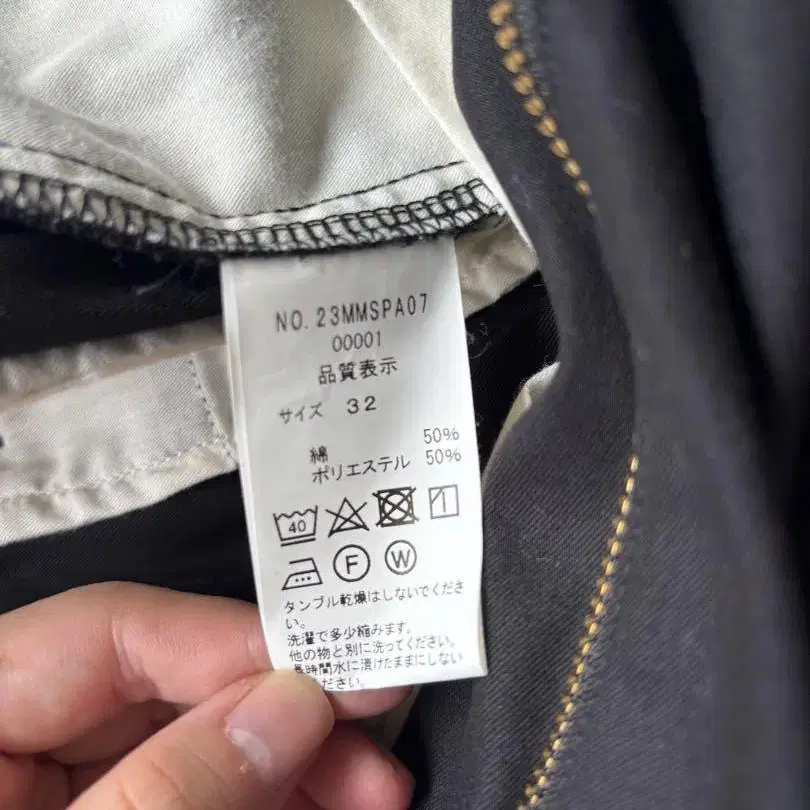 NO. 23MMSPA07
00001
品質表示
サイズ 32
綿 50%
ポリエステル 50%
40
F W
タンブル乾燥はしないでくださ
い。
洗濯で多少縮みます。
他の物と別に洗ってください。
長時間水に漬けたままにしない
ださい。